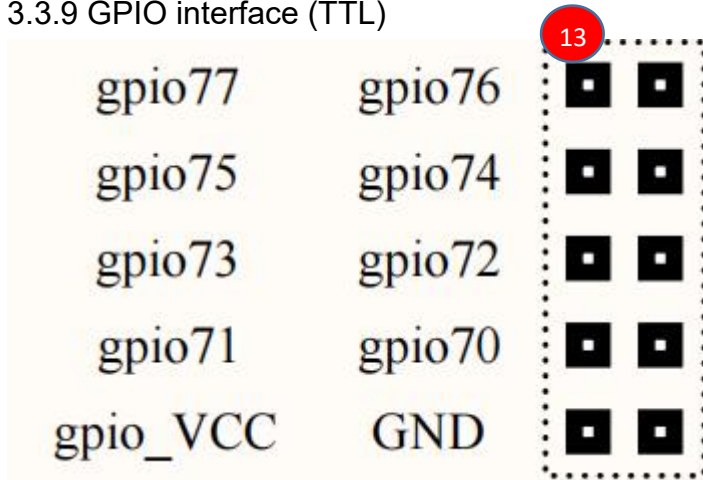 3.3.9 GPIO interface (TTL)
13
gpio77 gpio76
gpio75 gpio74
gpio73 gpio72
gpio71 gpio70
gpio_VCC GND